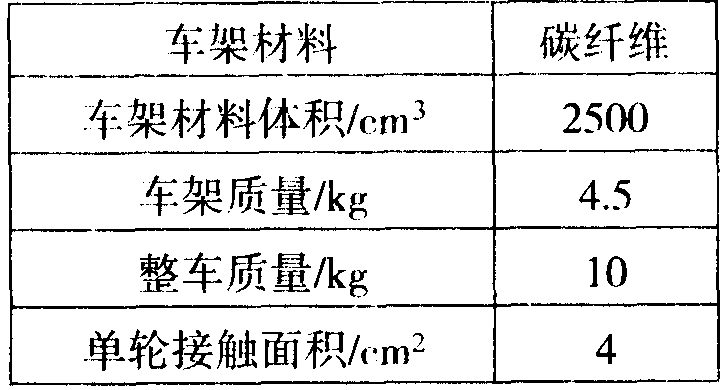 车架材料 碳纤维
车架材料体积/cm³ 2500
车架质量/kg 4.5
整车质量/kg 10
单轮接触面积/cm² 4